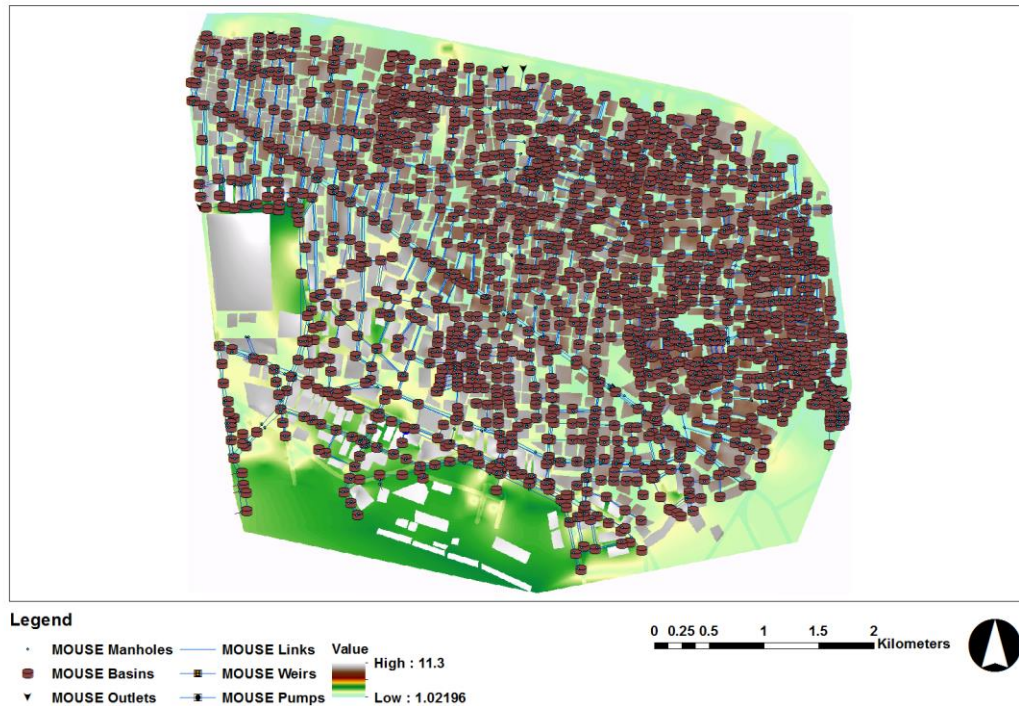 Legend
MOUSE Manholes
MOUSE Basins
MOUSE Outlets
MOUSE Links
MOUSE Weirs
MOUSE Pumps
Value
High : 11.3
Low : 1.02196
0 0.25 0.5 1 1.5 2
Kilometers